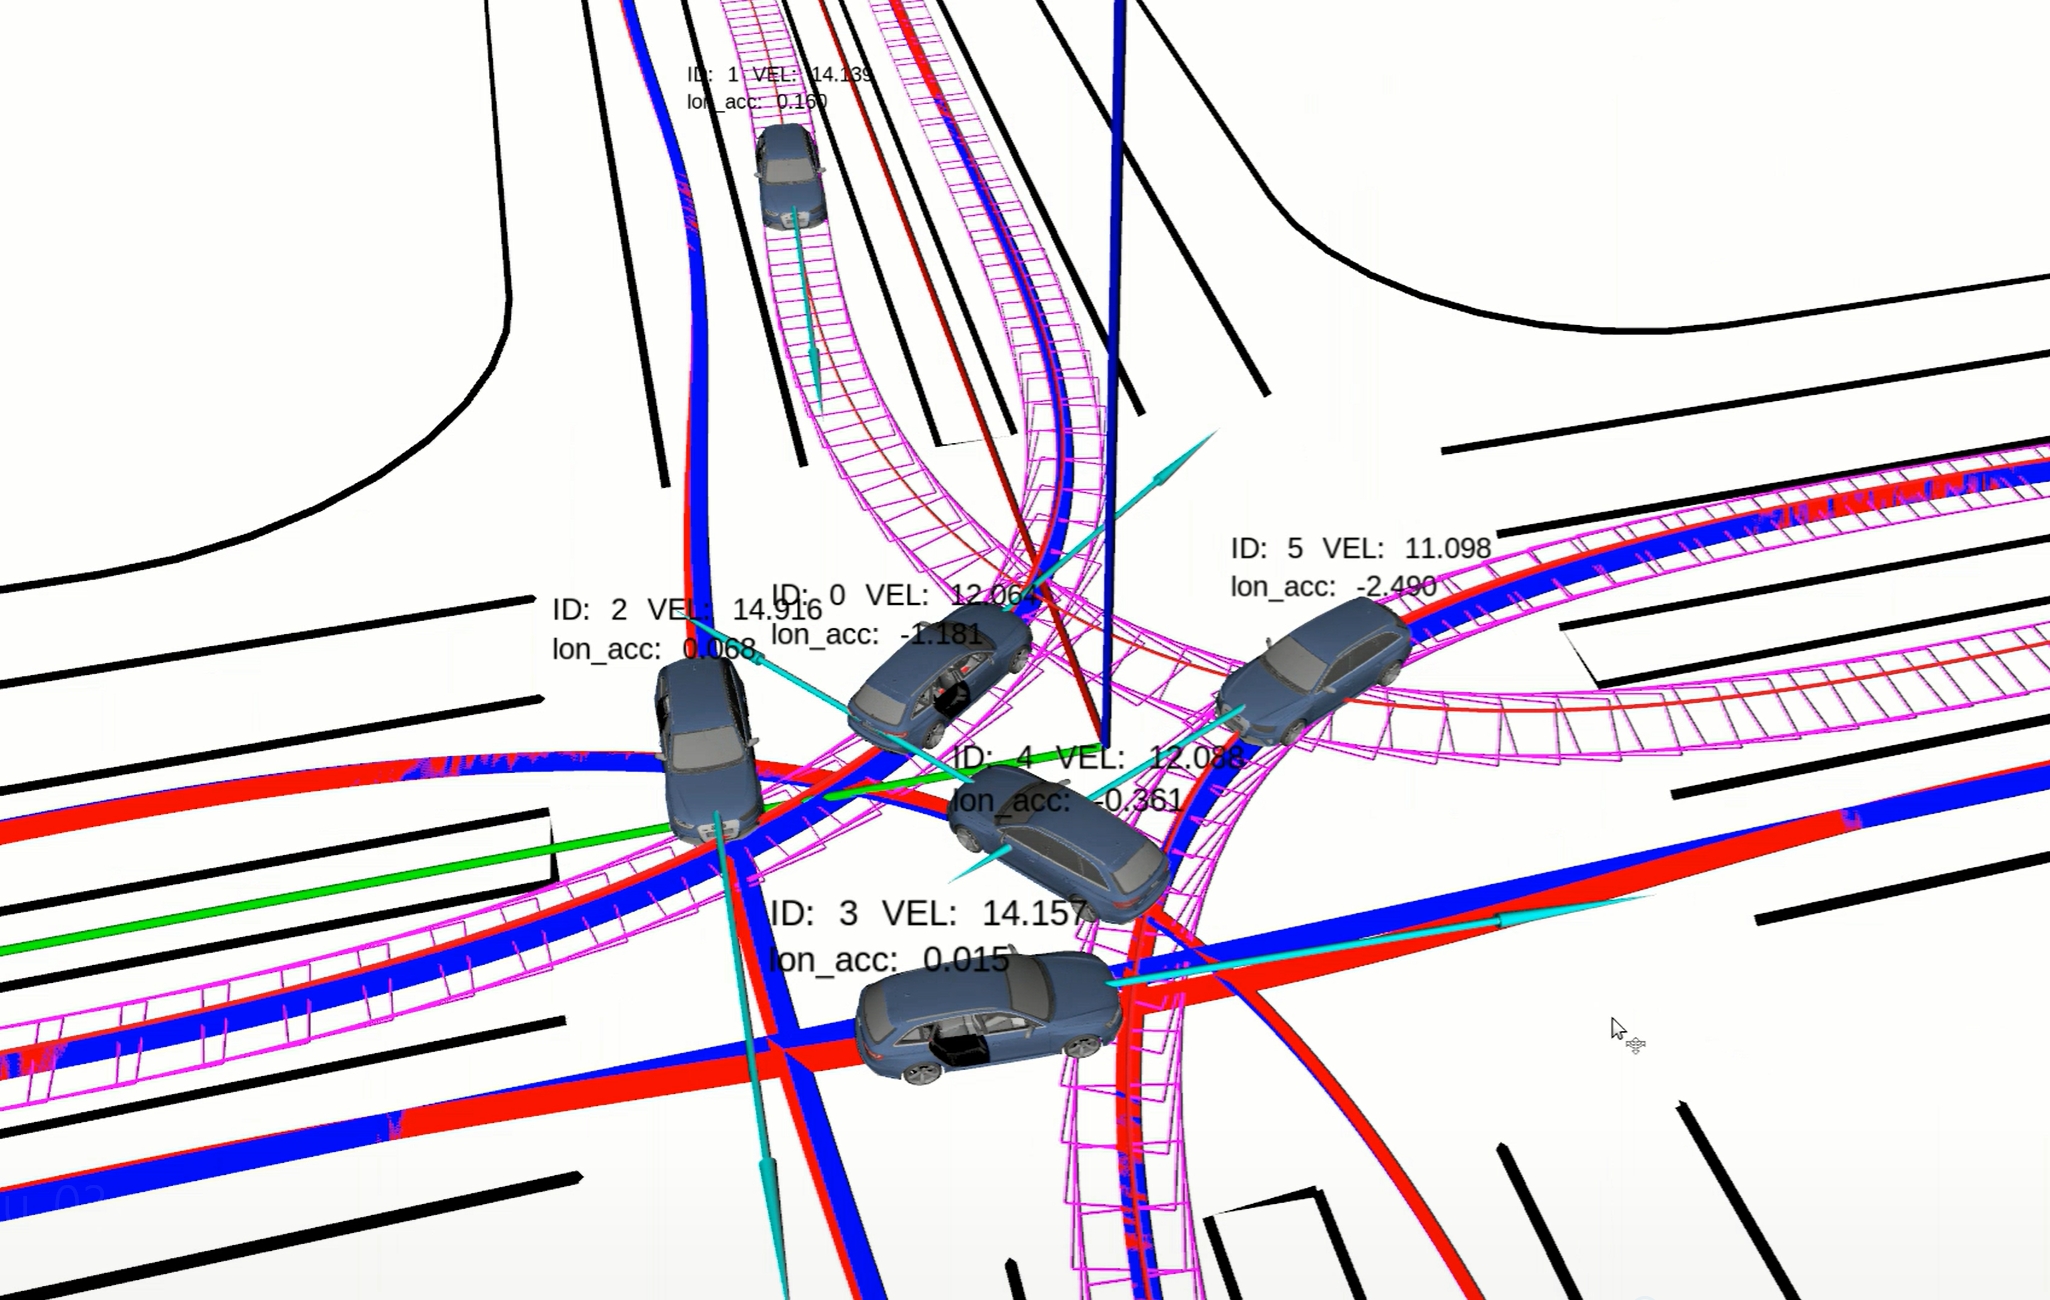 ID: 1 VEL: 14.139
lon_acc: 0.160
ID: 5 VEL: 11.098
lon_acc: -2.490
ID: 0 VEL: 12.064
lon_acc: -1.181
ID: 2 VEL: 14.916
lon_acc: 0.068
ID: 4 VEL: 12.088
lon_acc: -0.361
ID: 3 VEL: 14.157
lon_acc: 0.015